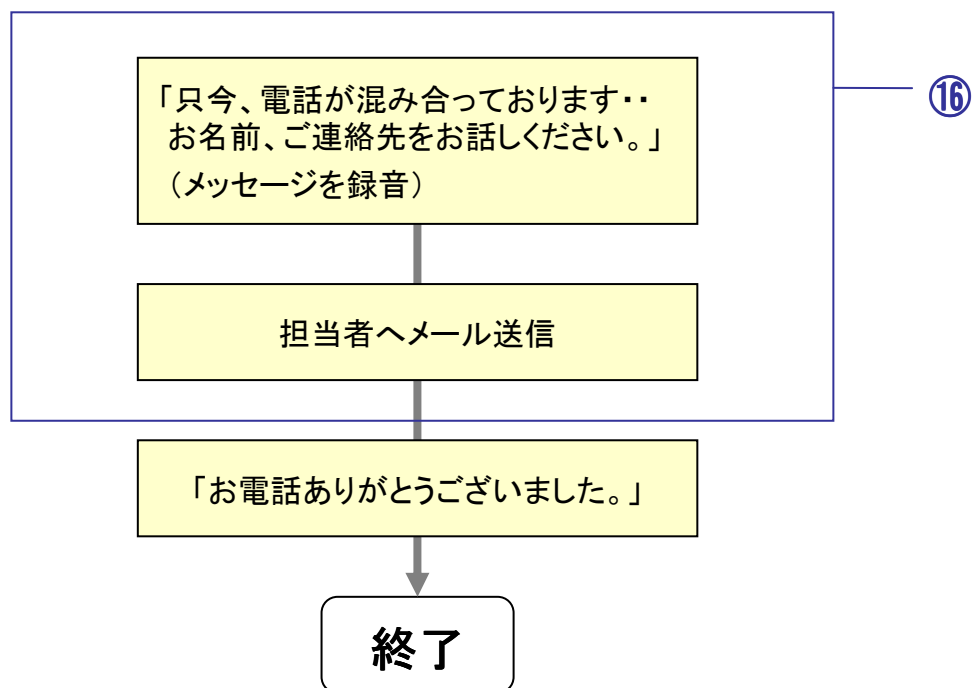 「只今、電話が混み合っております・・
お名前、ご連絡先をお話しください。」
（メッセージを録音）
⑯
担当者へメール送信
「お電話ありがとうございました。」
終了